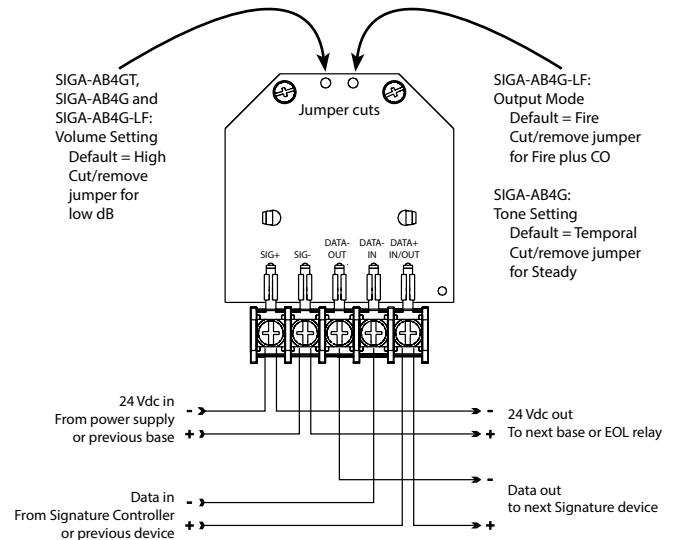 SIGA-AB4GT,
SIGA-AB4G and
SIGA-AB4G-LF:
Volume Setting
Default = High
Cut/remove
jumper for
low dB
Jumper cuts
SIGA-AB4G-LF:
Output Mode
Default = Fire
Cut/remove jumper
for Fire plus CO
SIGA-AB4G:
Tone Setting
Default = Temporal
Cut/remove jumper
for Steady
SIG+
SIG-
DATA-
OUT
DATA-
IN
DATA+
IN/OUT
24 Vdc in
From power supply
or previous base
-
+
-
+
24 Vdc out
To next base or EOL relay
Data in
From Signature Controller
or previous device
-
+
-
+
Data out
to next Signature device